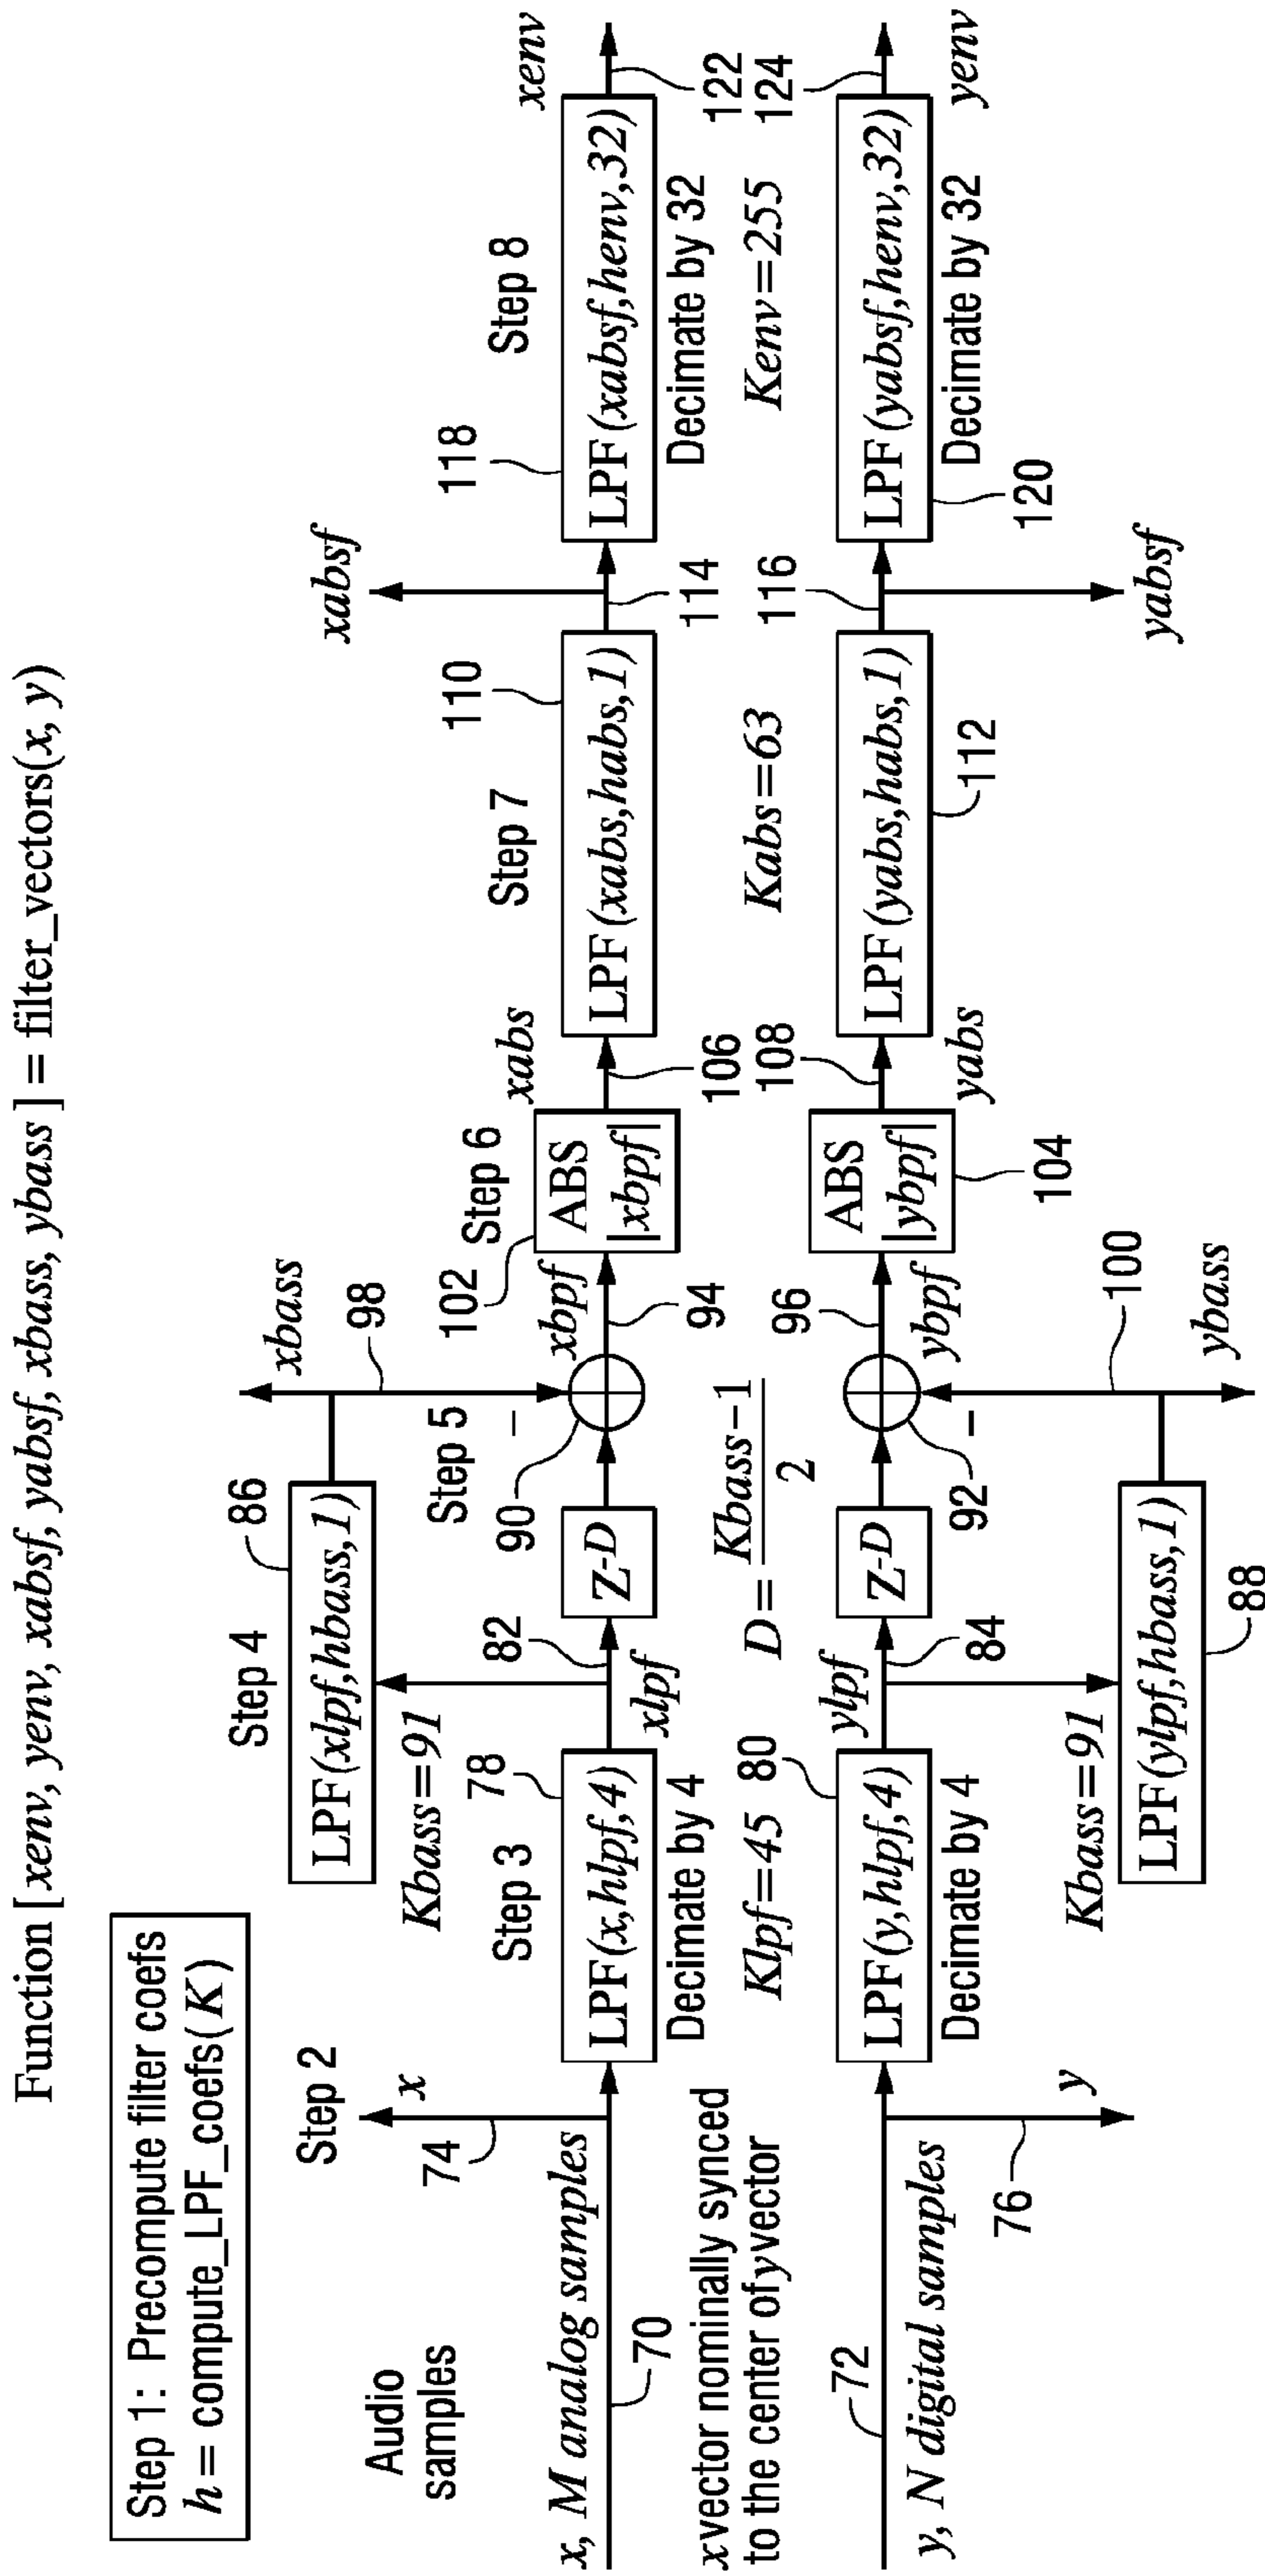 Function [xenv, yenv, xabsf, yabsf, xbass, ybass ] = filter_vectors(x, y)
Step 1: Precompute filter coefs
h = compute_LPF_coefs(K)
Audio
samples
Step 2
x
74
x, M analog samples
70
x vector nominally synced
to the center of y vector
72
y, N digital samples
76
y
Step 3
78
LPF(x,hlpf,4)
Decimate by 4
Klpf=45
80
LPF(y,hlpf,4)
Decimate by 4
Step 4
86
LPF(xlpf,hbass,1)
Kbass=91
82
xlpf
Z-D
D= Kbass−1
2
ylpf
Z-D
84
Kbass=91
LPF(ylpf,hbass,1)
88
xbass
98
Step 5
−
90
xbpf
94
96
ybpf
92
−
100
ybass
Step 6
102
ABS
|xbpf|
xabs
106
108
ABS
|ybpf|
yabs
104
Step 7
110
LPF(xabs,habs,1)
Kabs=63
LPF(yabs,habs,1)
112
xabsf
114
116
yabsf
Step 8
118
LPF(xabsf,henv,32)
Decimate by 32
Kenv=255
LPF(yabsf,henv,32)
Decimate by 32
120
xenv
122
124
yenv